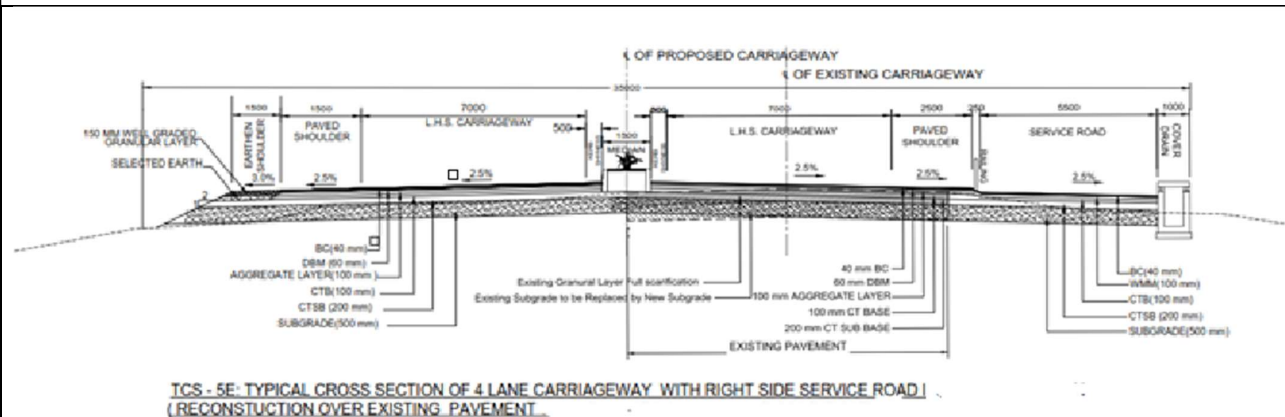 ℄ OF PROPOSED CARRIAGEWAY
℄ OF EXISTING CARRIAGEWAY
35000
1500
1500
7000
500
1500
500
7000
2500
250
5500
1000
150 MM WELL GRADED
GRANULAR LAYER
SELECTED EARTH
EARTHEN
SHOULDER
PAVED
SHOULDER
L.H.S. CARRIAGEWAY
MEDIAN
L.H.S. CARRIAGEWAY
PAVED
SHOULDER
RAILING
SERVICE ROAD
COVER
DRAIN
3.0%
2.5%
2.5%
2.5%
2.5%
2.5%
2
BC(40 mm)
DBM (60 mm)
AGGREGATE LAYER(100 mm )
CTB(100 mm)
CTSB (200 mm)
SUBGRADE(500 mm)
Existing Granural Layer Full scarification
Existing Subgrade to be Replaced by New Subgrade
40 mm BC
60 mm DBM
100 mm AGGREGATE LAYER
100 mm CT BASE
200 mm CT SUB BASE
EXISTING PAVEMENT
BC(40 mm)
WMM(100 mm)
CTB(100 mm)
CTSB (200 mm)
SUBGRADE(500 mm)
TCS - 5E: TYPICAL CROSS SECTION OF 4 LANE CARRIAGEWAY WITH RIGHT SIDE SERVICE ROAD
( RECONSTUCTION OVER EXISTING PAVEMENT